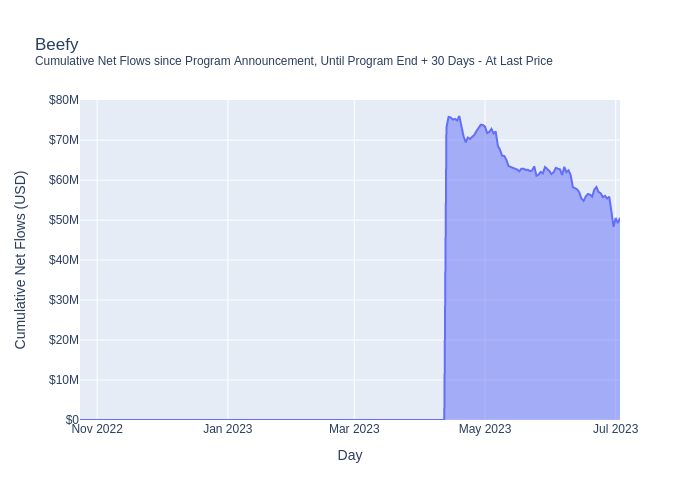 Beefy
Cumulative Net Flows since Program Announcement, Until Program End + 30 Days - At Last Price
Cumulative Net Flows (USD)
$80M
$70M
$60M
$50M
$40M
$30M
$20M
$10M
$0
Nov 2022
Jan 2023
Mar 2023
May 2023
Jul 2023
Day